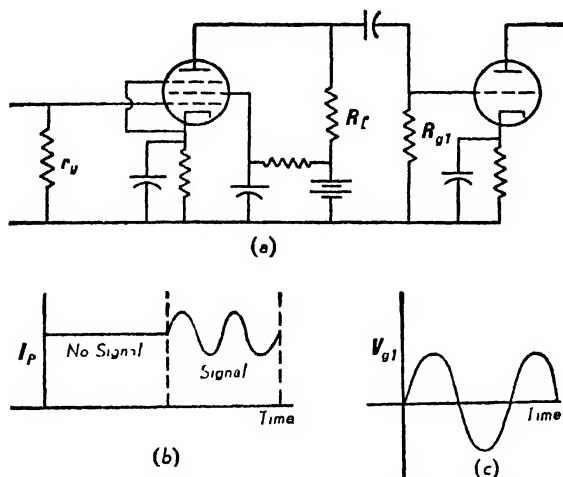 r_g
R_ℓ
R_g1
(a)
I_P
No Signal
Signal
Time
(b)
V_g1
Time
(c)